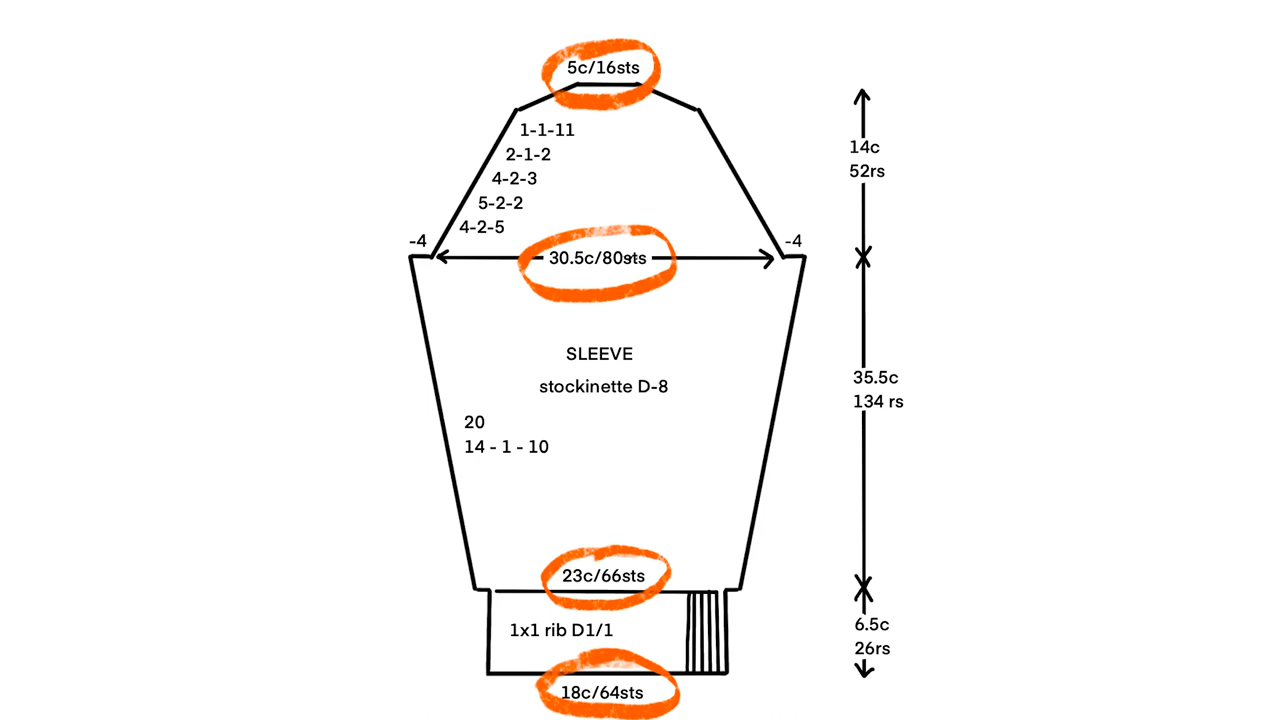 5c/16sts
1-1-11
2-1-2
4-2-3
5-2-2
4-2-5
-4
-4
14c
52rs
30.5c/80sts
SLEEVE
stockinette D-8
20
14 - 1 - 10
35.5c
134 rs
23c/66sts
1x1 rib D1/1
6.5c
26rs
18c/64sts